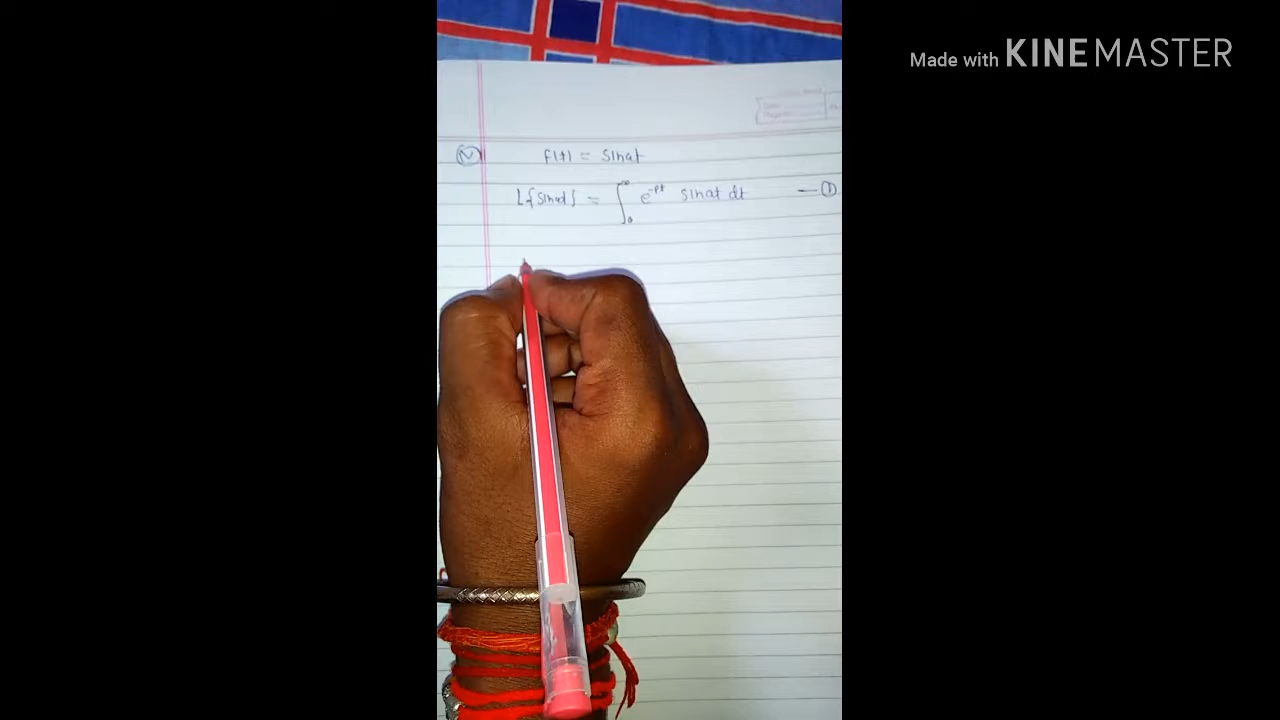 Made with KINEMASTER
(V) f(t) = sinat
L{sinat} = ∫₀^∞ e^-pt sinat dt — ①